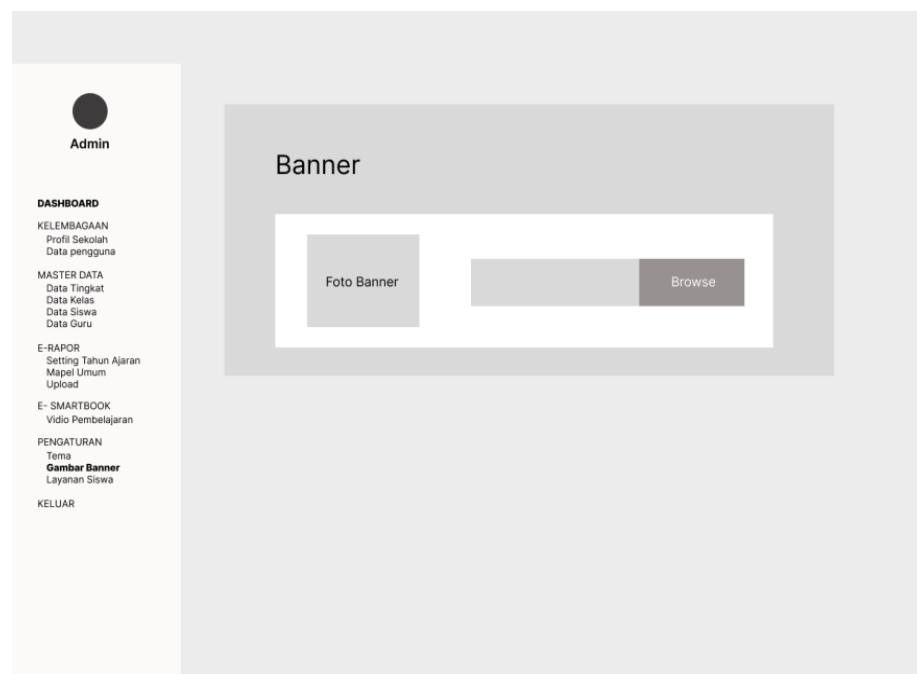 Admin
DASHBOARD
KELEMBAGAAN
Profil Sekolah
Data pengguna
MASTER DATA
Data Tingkat
Data Kelas
Data Siswa
Data Guru
E-RAPOR
Setting Tahun Ajaran
Mapel Umum
Upload
E- SMARTBOOK
Vidio Pembelajaran
PENGATURAN
Tema
Gambar Banner
Layanan Siswa
KELUAR
Banner
Foto Banner
Browse